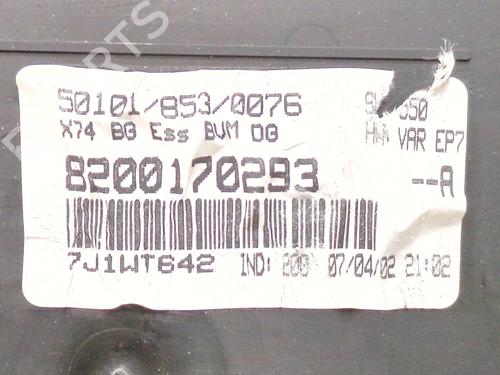 PARTS
50101/853/0076
X74 BG Ess BVM DG VAR EP7
8200170293 --A
7J1WT642 IND: 200 07/04/02 21:02